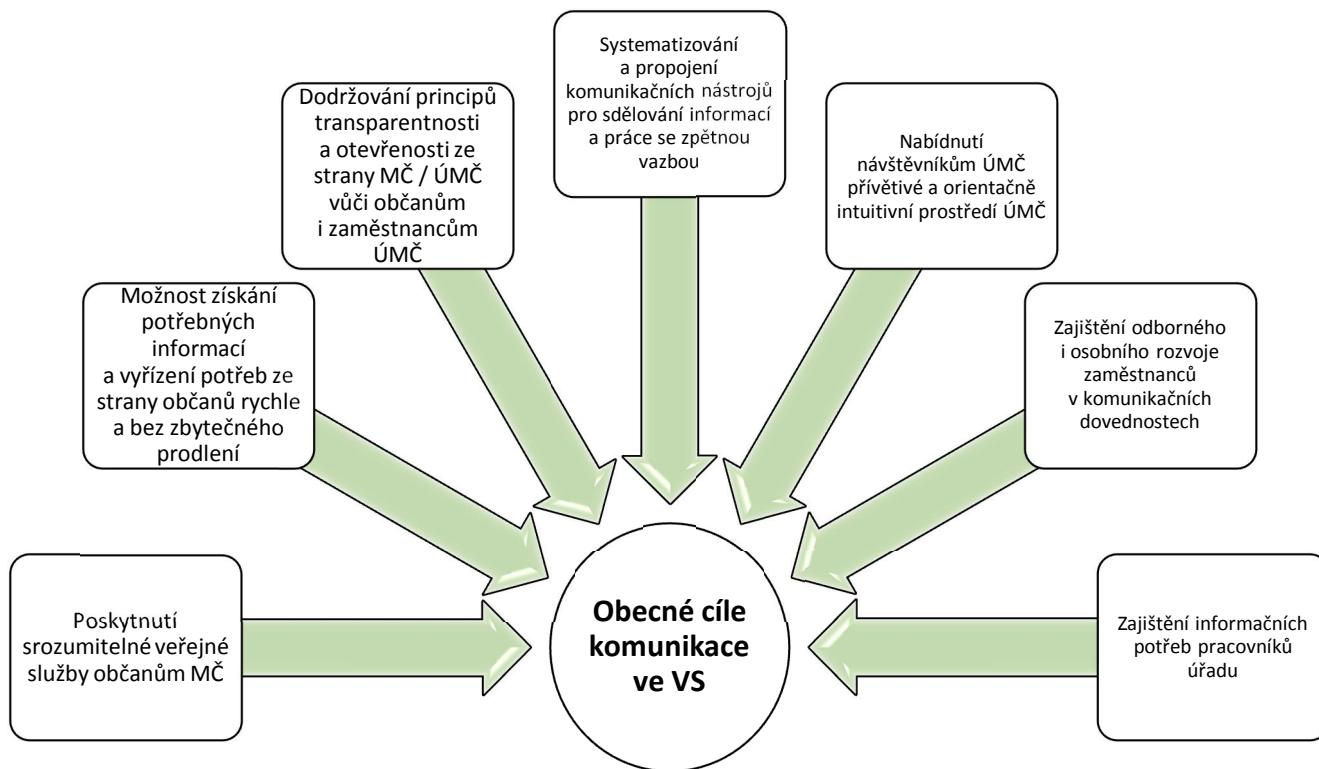 Systematizování
a propojení
komunikačních nástrojů
pro sdělování informací
a práce se zpětnou
vazbou
Dodržování principů
transparentnosti
a otevřenosti ze
strany MČ / ÚMČ
vůči občanům
i zaměstnancům
ÚMČ
Nabídnutí
návštěvníkům ÚMČ
přívětivé a orientačně
intuitivní prostředí ÚMČ
Možnost získání
potřebných
informací
a vyřízení potřeb ze
strany občanů rychle
a bez zbytečného
prodlení
Zajištění odborného
i osobního rozvoje
zaměstnanců
v komunikačních
dovednostech
Poskytnutí
srozumitelné veřejné
služby občanům MČ
Obecné cíle
komunikace
ve VS
Zajištění informačních
potřeb pracovníků
úřadu